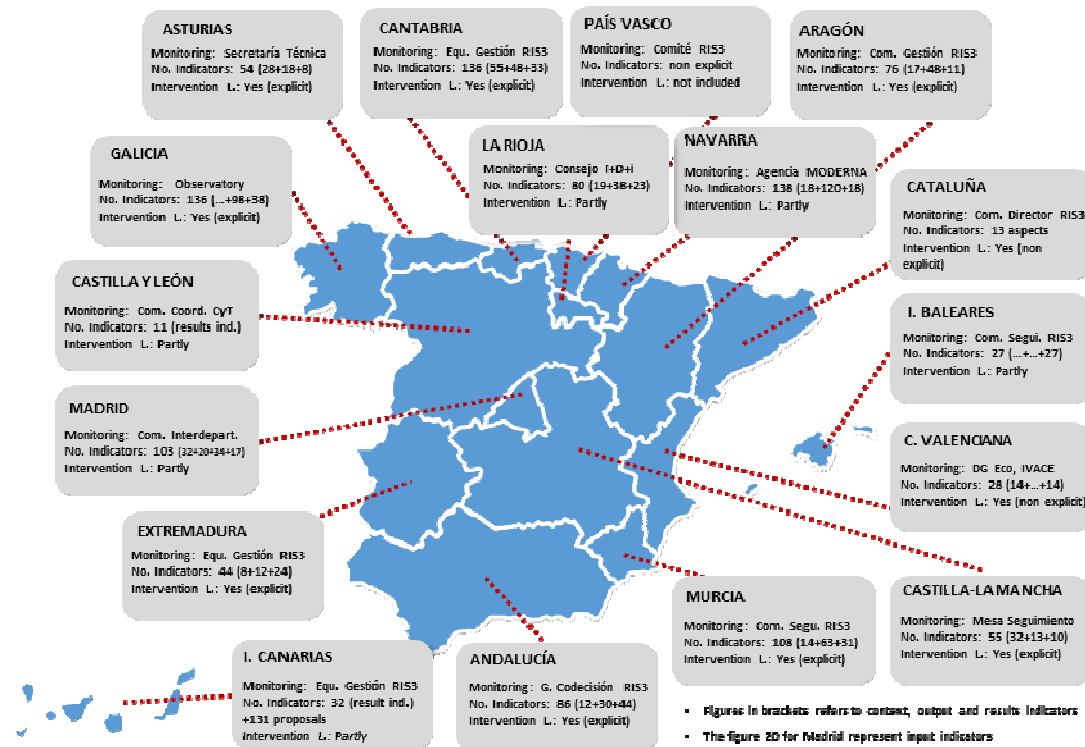 ASTURIAS
Monitoring: Secretaría Técnica
No. Indicators: 54 (28+18+8)
Intervention L.: Yes (explicit)
CANTABRIA
Monitoring: Equ. Gestión RIS3
No. Indicators: 136 (55+48+33)
Intervention L.: Yes (explicit)
PAÍS VASCO
Monitoring: Comité RIS3
No. Indicators: non explicit
Intervention L.: not included
ARAGÓN
Monitoring: Com. Gestión RIS3
No. Indicators: 76 (17+48+11)
Intervention L.: Yes (explicit)
GALICIA
Monitoring: Observatory
No. Indicators: 136 (...+98+38)
Intervention L.: Yes (explicit)
LA RIOJA
Monitoring: Consejo I+D+i
No. Indicators: 80 (19+38+23)
Intervention L.: Partly
NAVARRA
Monitoring: Agencia MODERNA
No. Indicators: 138 (18+120+18)
Intervention L.: Partly
CATALUÑA
Monitoring: Com. Director RIS3
No. Indicators: 13 aspects
Intervention L.: Yes (non
explicit)
CASTILLA Y LEÓN
Monitoring: Com. Coord. CyT
No. Indicators: 11 (results ind.)
Intervention L.: Partly
I. BALEARES
Monitoring: Com. Segui. RIS3
No. Indicators: 27 (...+...+27)
Intervention L.: Partly
MADRID
Monitoring: Com. Interdepart.
No. Indicators: 103 (32+20+34+17)
Intervention L.: Partly
C. VALENCIANA
Monitoring: DG Eco, IVACE
No. Indicators: 28 (14+...+14)
Intervention L.: Yes (non explicit)
EXTREMADURA
Monitoring: Equ. Gestión RIS3
No. Indicators: 44 (8+12+24)
Intervention L.: Yes (explicit)
MURCIA
Monitoring: Com. Segu. RIS3
No. Indicators: 108 (14+63+31)
Intervention L.: Yes (explicit)
CASTILLA-LA MANCHA
Monitoring: Mesa Seguimiento
No. Indicators: 55 (32+13+10)
Intervention L.: Yes (explicit)
I. CANARIAS
Monitoring: Equ. Gestión RIS3
No. Indicators: 32 (result ind.)
+131 proposals
Intervention L.: Partly
ANDALUCÍA
Monitoring: G. Codecisión RIS3
No. Indicators: 86 (12+30+44)
Intervention L.: Yes (explicit)
• Figures in brackets refers to context, output and results indicators
• The figure 20 for Madrid represent input indicators